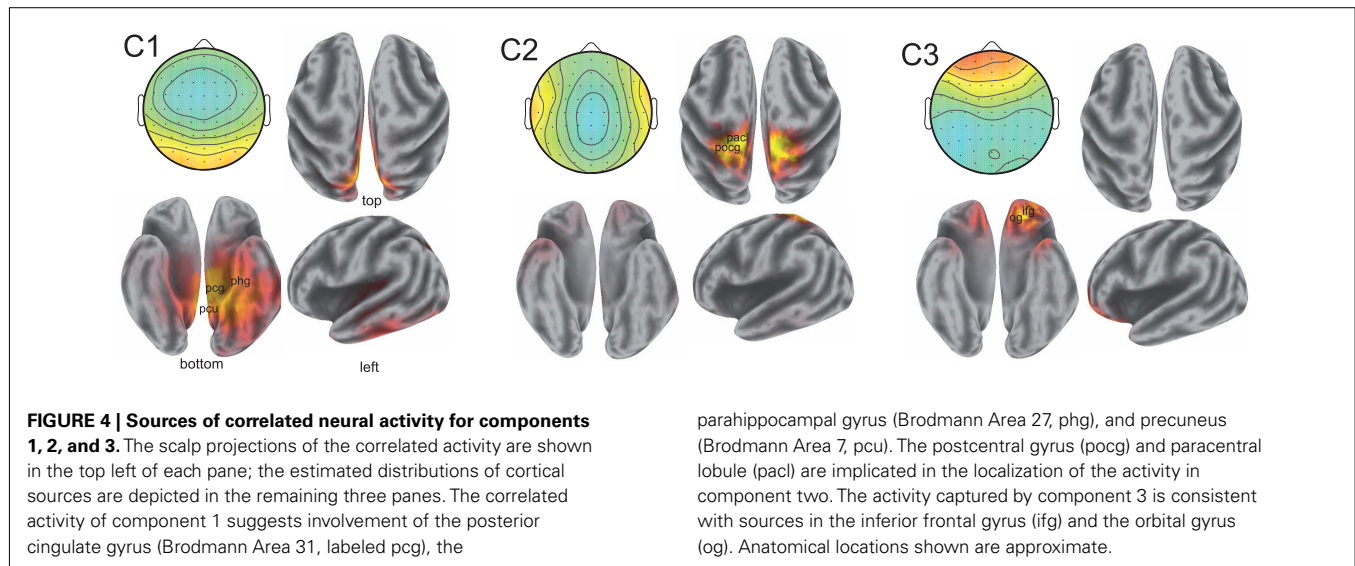 C1
C2
C3
top
pacl
pocg
ifg
og
phg
pcg
pcu
bottom
left
FIGURE 4 | Sources of correlated neural activity for components
1, 2, and 3. The scalp projections of the correlated activity are shown
in the top left of each pane; the estimated distributions of cortical
sources are depicted in the remaining three panes. The correlated
activity of component 1 suggests involvement of the posterior
cingulate gyrus (Brodmann Area 31, labeled pcg), the
parahippocampal gyrus (Brodmann Area 27, phg), and precuneus
(Brodmann Area 7, pcu). The postcentral gyrus (pocg) and paracentral
lobule (pacl) are implicated in the localization of the activity in
component two. The activity captured by component 3 is consistent
with sources in the inferior frontal gyrus (ifg) and the orbital gyrus
(og). Anatomical locations shown are approximate.